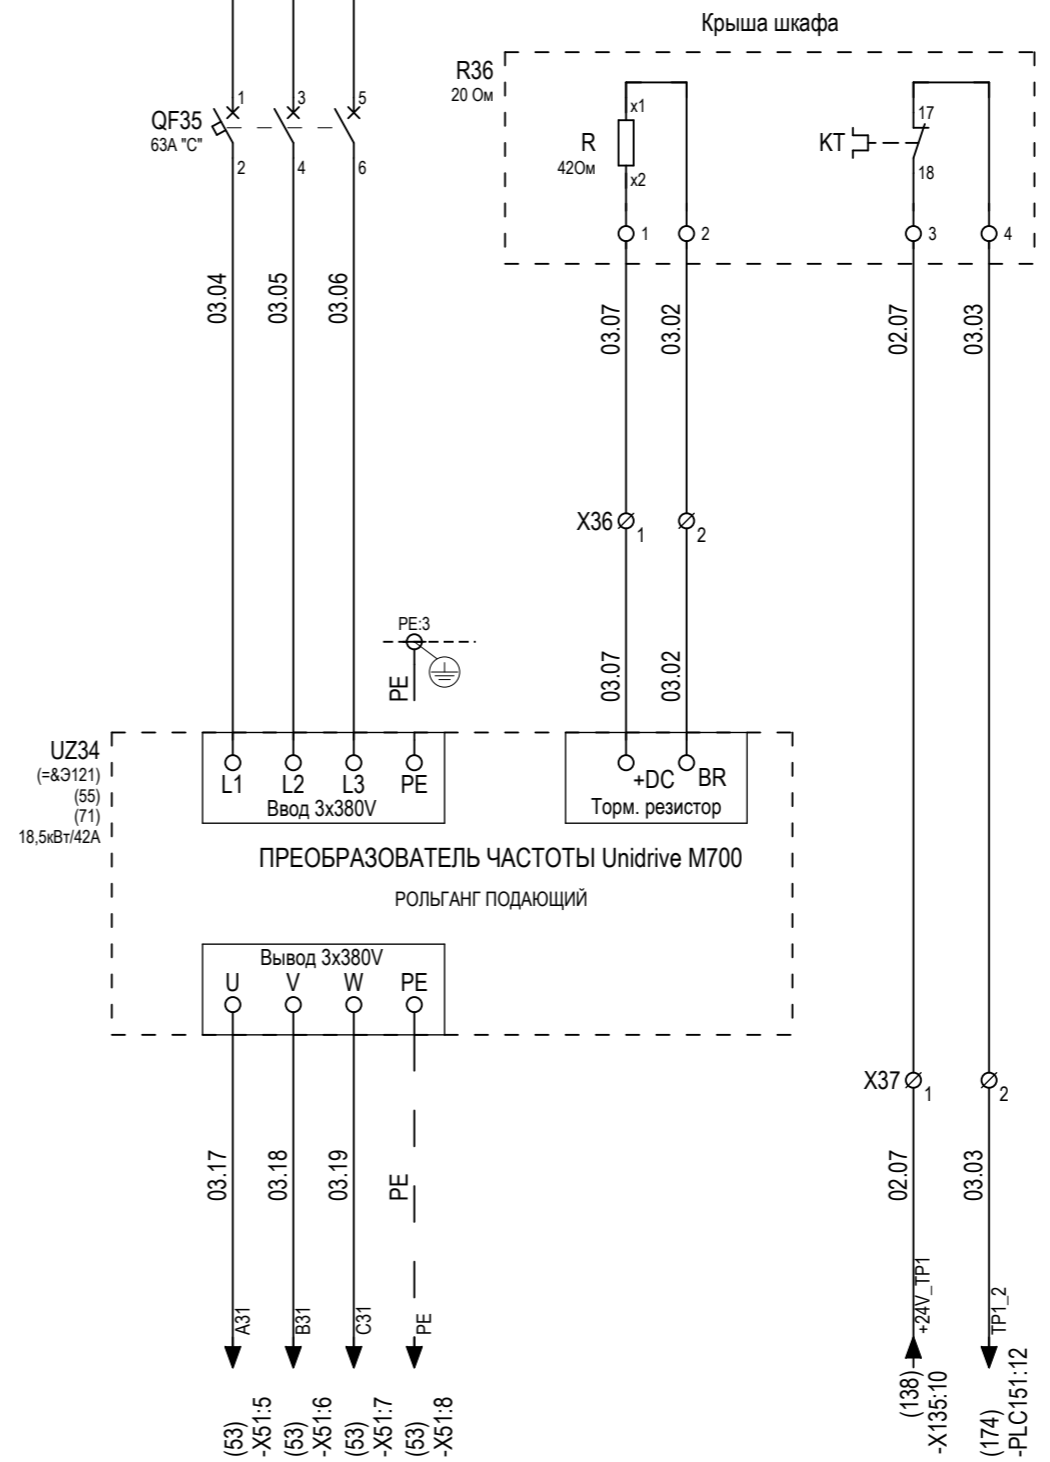 Крыша шкафа
R36
20 Ом
QF35
63А "С"
1
3
5
2
4
6
R
42Ом
x1
x2
КТ
17
18
1
2
3
4
03.04
03.05
03.06
03.07
03.02
02.07
03.03
X36
1
2
PE:3
PE
03.07
03.02
UZ34
(=&Э121)
(55)
(71)
18,5кВт/42А
L1
L2
L3
PE
Ввод 3х380V
+DC
BR
Торм. резистор
ПРЕОБРАЗОВАТЕЛЬ ЧАСТОТЫ Unidrive M700
РОЛЬГАНГ ПОДАЮЩИЙ
Вывод 3х380V
U
V
W
PE
X37
1
2
03.17
03.18
03.19
PE
02.07
03.03
A31
B31
C31
PE
+24V_TP1
TP1_2
(53)
-X51:5
(53)
-X51:6
(53)
-X51:7
(53)
-X51:8
(138)
-X135:10
(174)
-PLC151:12